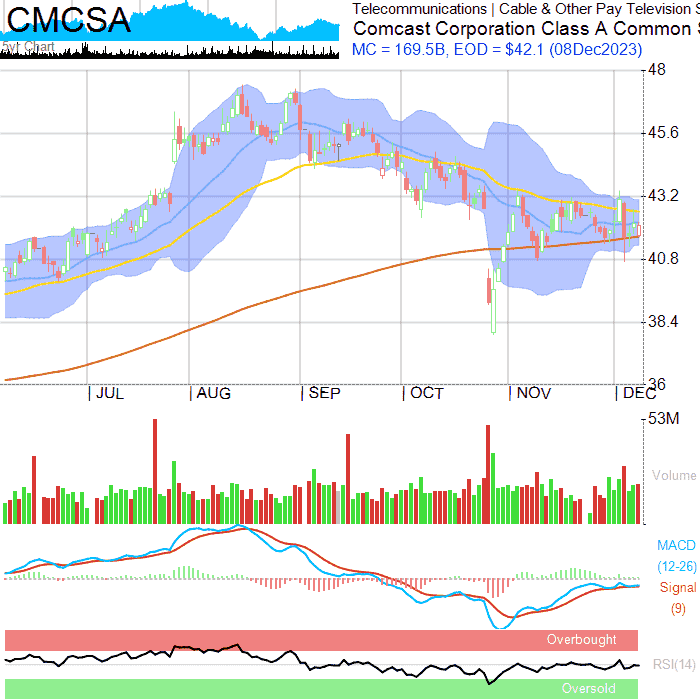 CMCSA
Telecommunications | Cable & Other Pay Television S
Comcast Corporation Class A Common S
MC = 169.5B, EOD = $42.1 (08Dec2023)
5yr Chart
48
45.6
43.2
40.8
38.4
36
JUL AUG SEP OCT NOV DEC
53M
Volume
MACD
(12-26)
Signal
(9)
Overbought
RSI(14)
Oversold